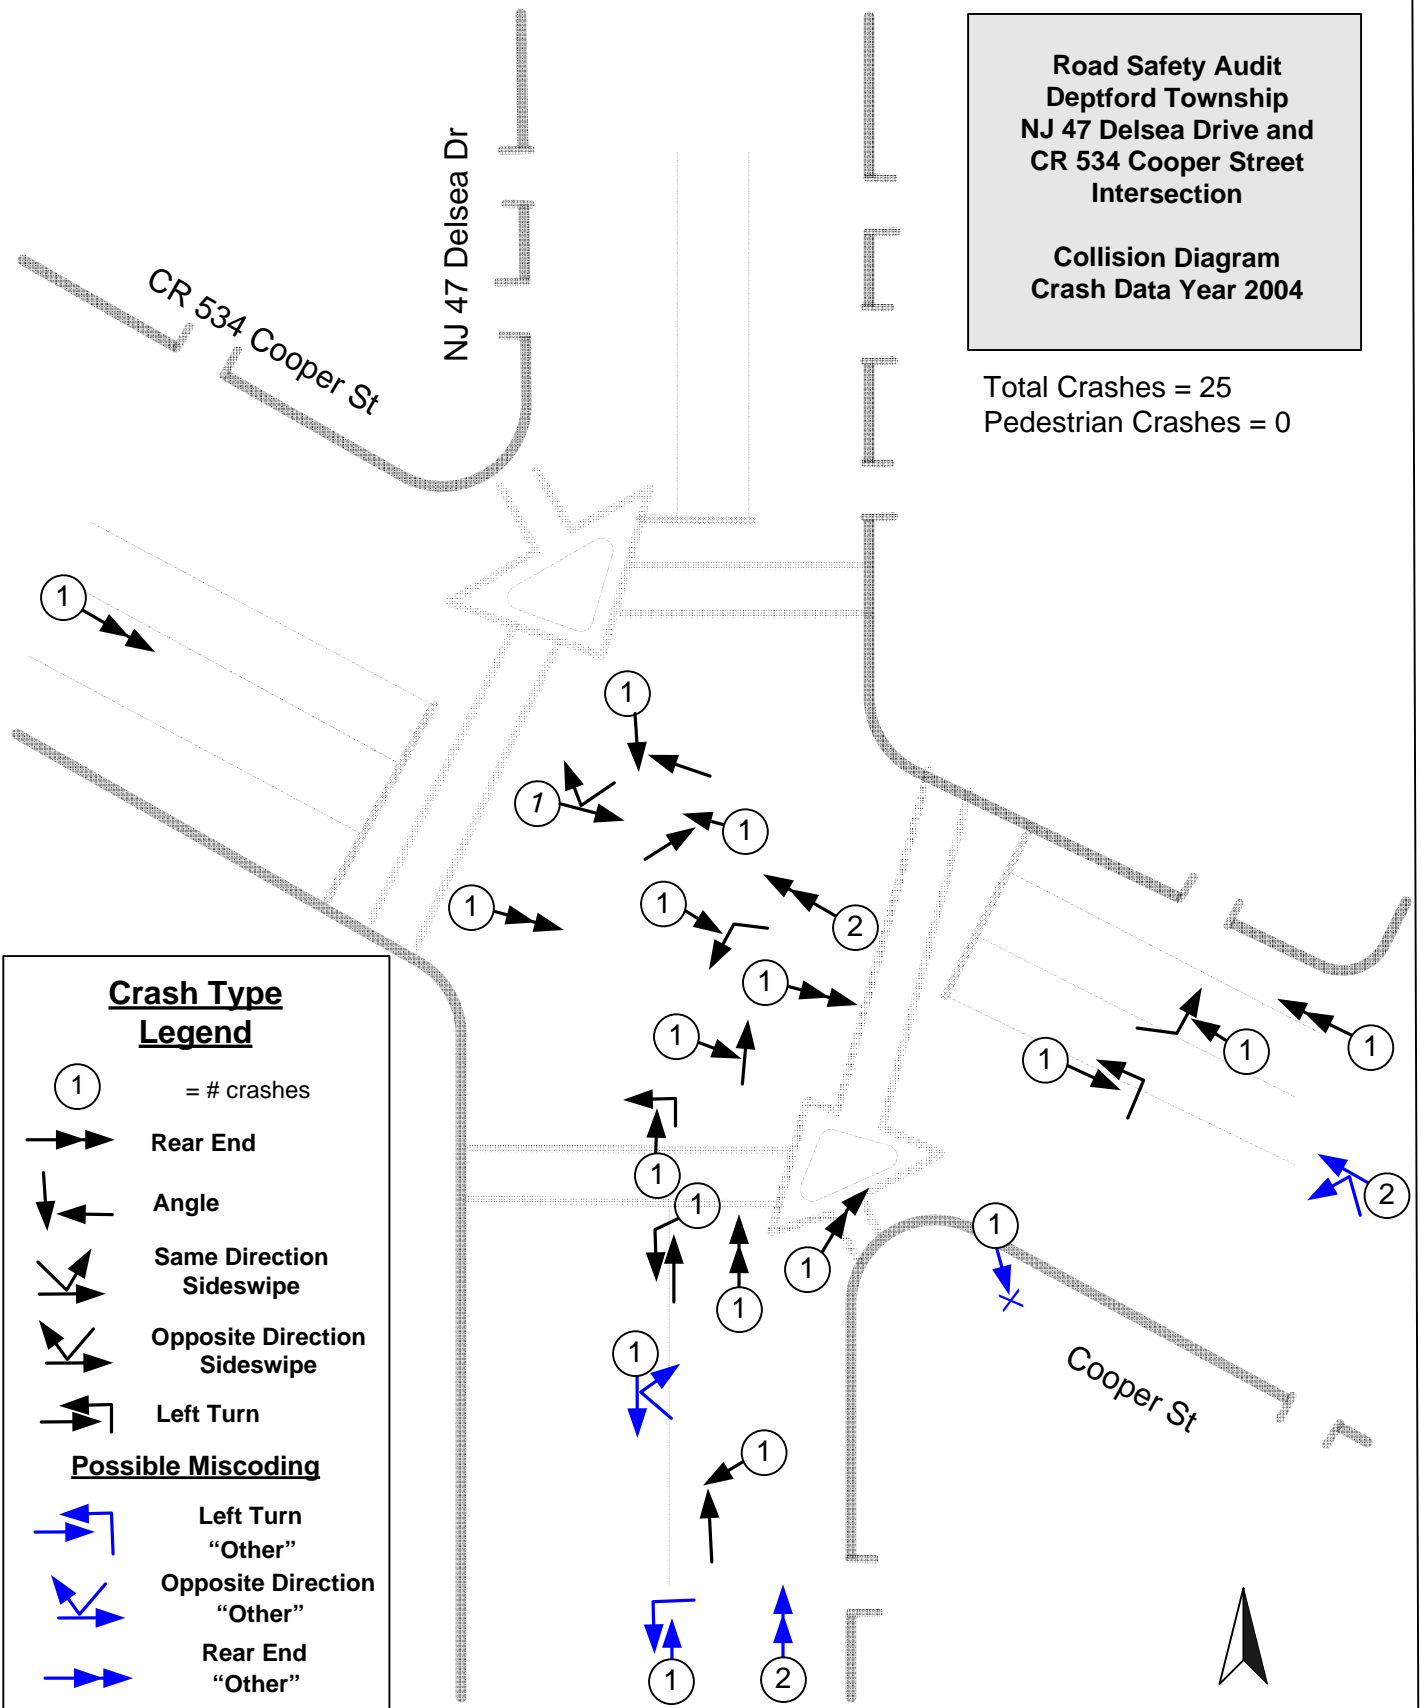 Road Safety Audit
Deptford Township
NJ 47 Delsea Drive and
CR 534 Cooper Street
Intersection
Collision Diagram
Crash Data Year 2004
Total Crashes = 25
Pedestrian Crashes = 0
NJ 47 Delsea Dr
CR 534 Cooper St
1
1
1
1
1
1
2
1
1
1
1
1
1
1
1
1
1
2
1
1
1
1
1
2
Cooper St
Crash Type
Legend
1 = # crashes
Rear End
Angle
Same Direction
Sideswipe
Opposite Direction
Sideswipe
Left Turn
Possible Miscoding
Left Turn
“Other”
Opposite Direction
“Other”
Rear End
“Other”